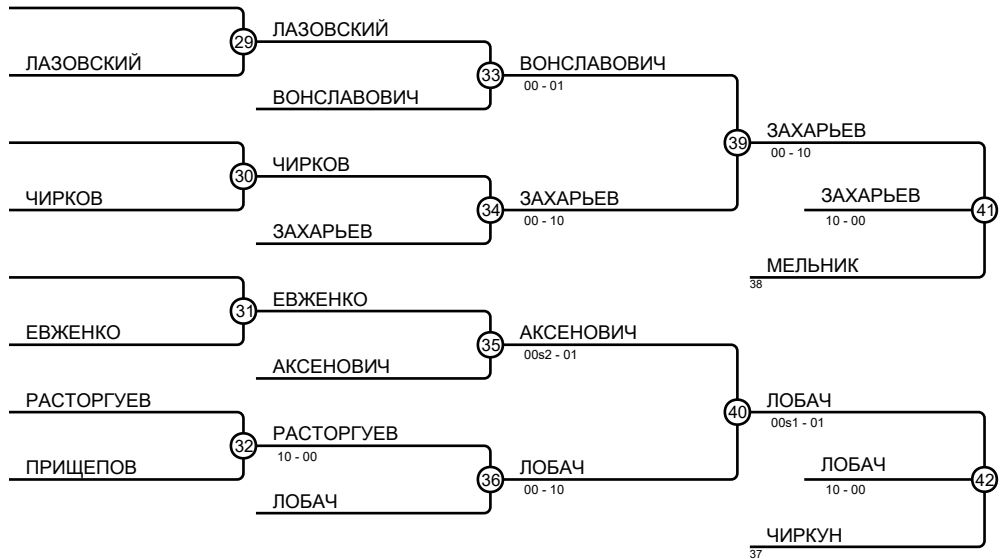 ЛАЗОВСКИЙ
29
ЛАЗОВСКИЙ
ВОНСЛАВОВИЧ
33
ВОНСЛАВОВИЧ
00 - 01
ЧИРКОВ
30
ЧИРКОВ
ЗАХАРЬЕВ
34
ЗАХАРЬЕВ
00 - 10
39
ЗАХАРЬЕВ
00 - 10
ЗАХАРЬЕВ
10 - 00
41
МЕЛЬНИК
38
ЕВЖЕНКО
31
ЕВЖЕНКО
АКСЕНОВИЧ
35
АКСЕНОВИЧ
00s2 - 01
РАСТОРГУЕВ
ПРИЩЕПОВ
32
РАСТОРГУЕВ
10 - 00
ЛОБАЧ
36
ЛОБАЧ
00 - 10
40
ЛОБАЧ
00s1 - 01
ЛОБАЧ
10 - 00
42
ЧИРКУН
37